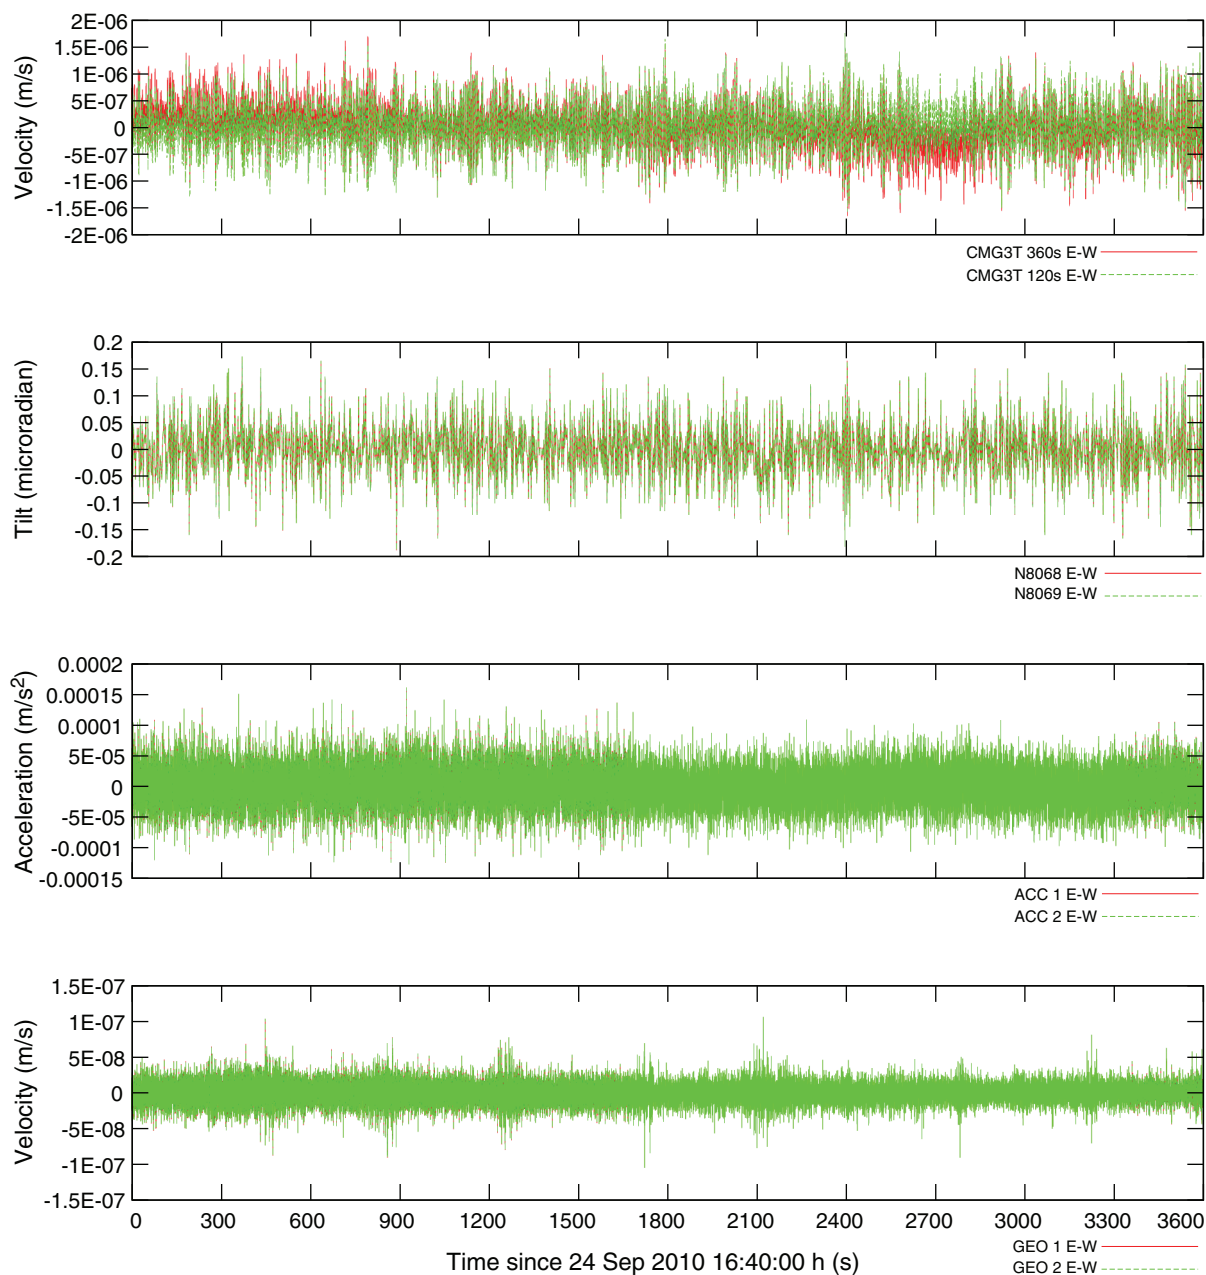 2E-06
1.5E-06
1E-06
5E-07
0
-5E-07
-1E-06
-1.5E-06
-2E-06
Velocity (m/s)
CMG3T 360s E-W
CMG3T 120s E-W
0.2
0.15
0.1
0.05
0
-0.05
-0.1
-0.15
-0.2
Tilt (microradian)
N8068 E-W
N8069 E-W
0.0002
0.00015
0.0001
5E-05
0
-5E-05
-0.0001
-0.00015
Acceleration (m/s²)
ACC 1 E-W
ACC 2 E-W
1.5E-07
1E-07
5E-08
0
-5E-08
-1E-07
-1.5E-07
Velocity (m/s)
0 300 600 900 1200 1500 1800 2100 2400 2700 3000 3300 3600
Time since 24 Sep 2010 16:40:00 h (s)
GEO 1 E-W
GEO 2 E-W